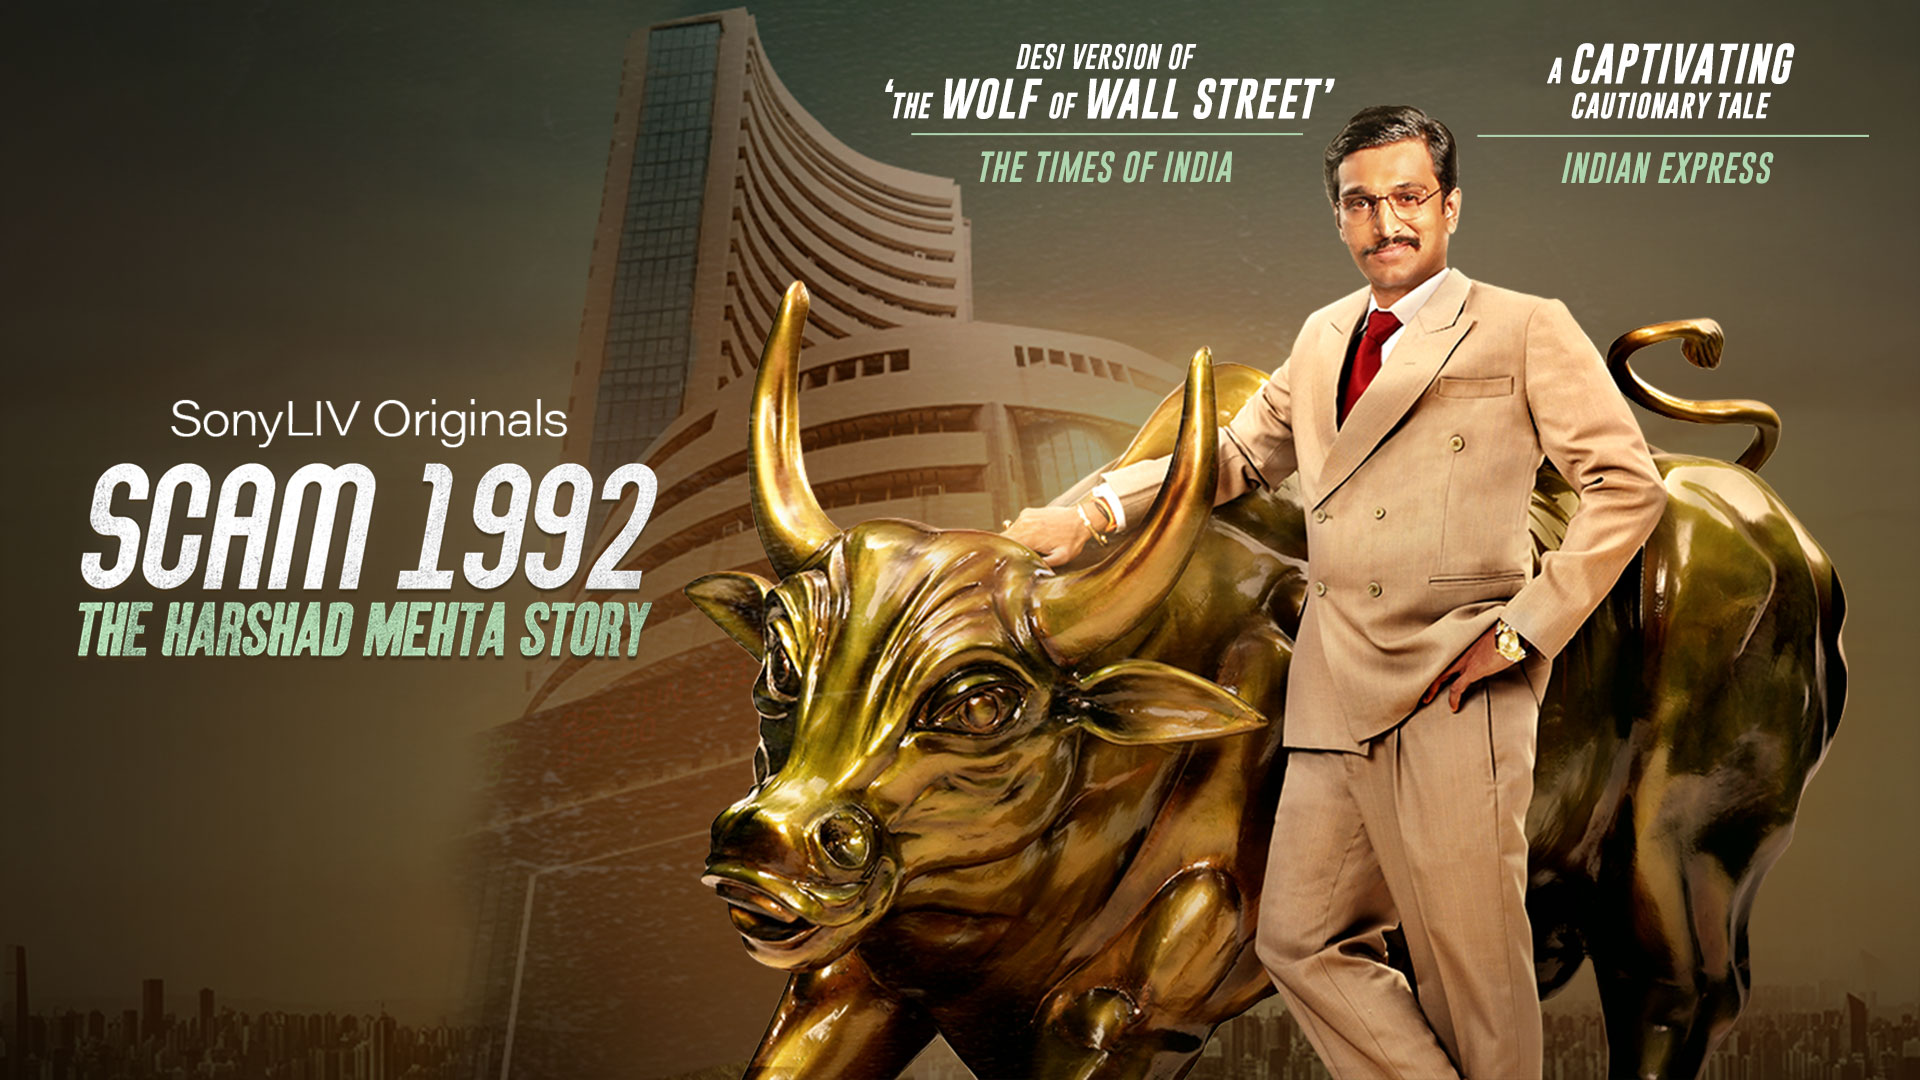 DESI VERSION OF
‘THE WOLF OF WALL STREET’
THE TIMES OF INDIA
A CAPTIVATING
CAUTIONARY TALE
INDIAN EXPRESS
SonyLIV Originals
SCAM 1992
THE HARSHAD MEHTA STORY